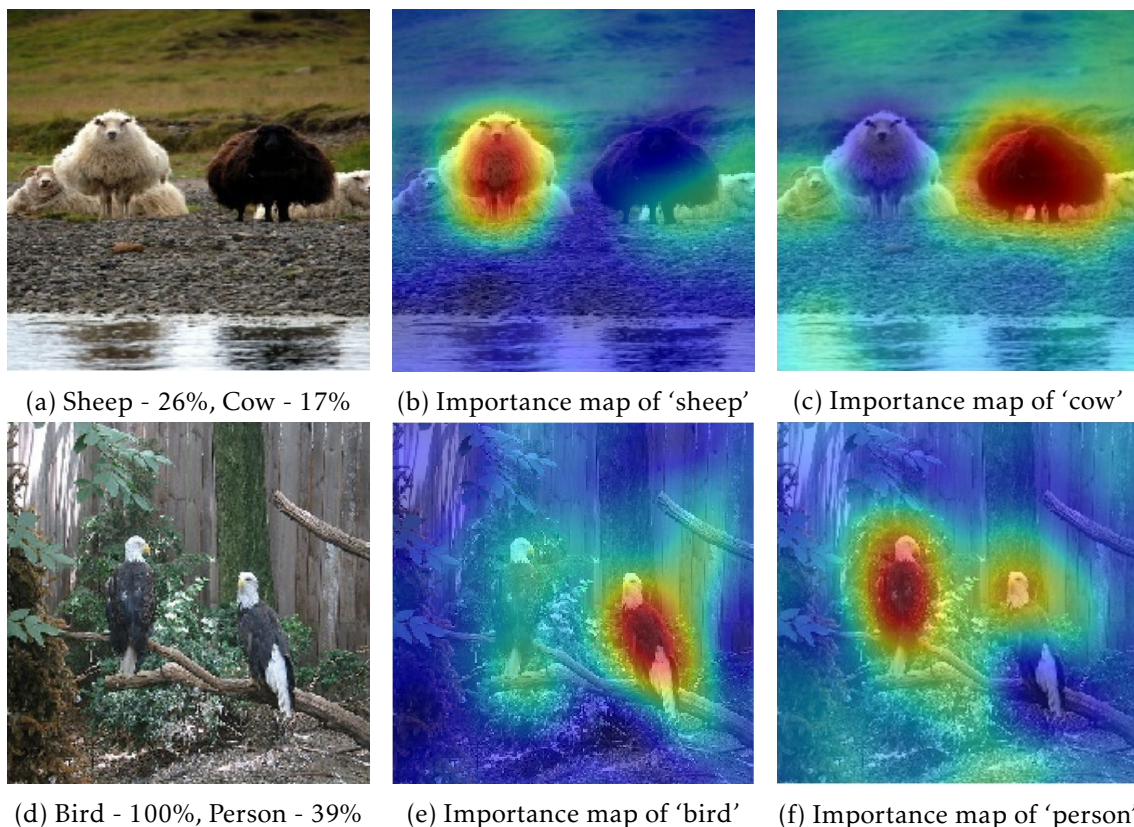 (a) Sheep - 26%, Cow - 17%
(b) Importance map of ‘sheep’
(c) Importance map of ‘cow’
(d) Bird - 100%, Person - 39%
(e) Importance map of ‘bird’
(f) Importance map of ‘person’